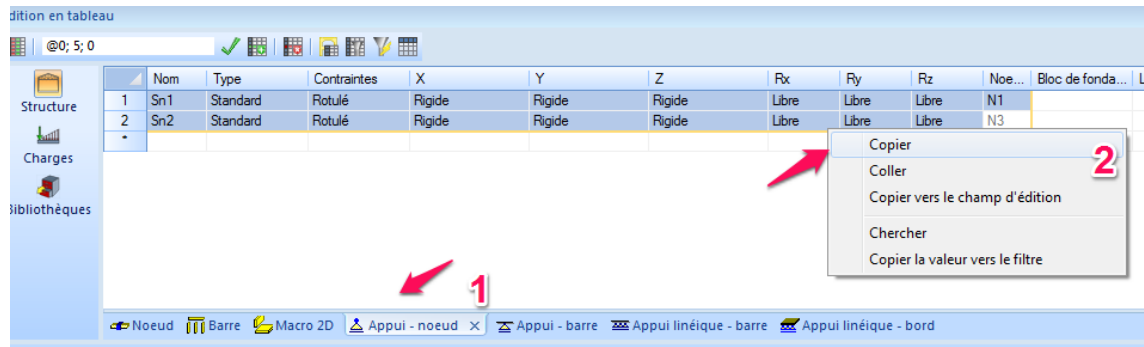 dition en tableau
@0; 5; 0
Structure
Charges
Bibliothèques
Nom Type Contraintes X Y Z Rx Ry Rz Noe... Bloc de fonda... L
1 Sn1 Standard Rotulé Rigide Rigide Rigide Libre Libre Libre N1
2 Sn2 Standard Rotulé Rigide Rigide Rigide Libre Libre Libre N3
*
Copier
Coller
Copier vers le champ d'édition
Chercher
Copier la valeur vers le filtre
2
1
Noeud Barre Macro 2D Appui - noeud × Appui - barre Appui linéique - barre Appui linéique - bord